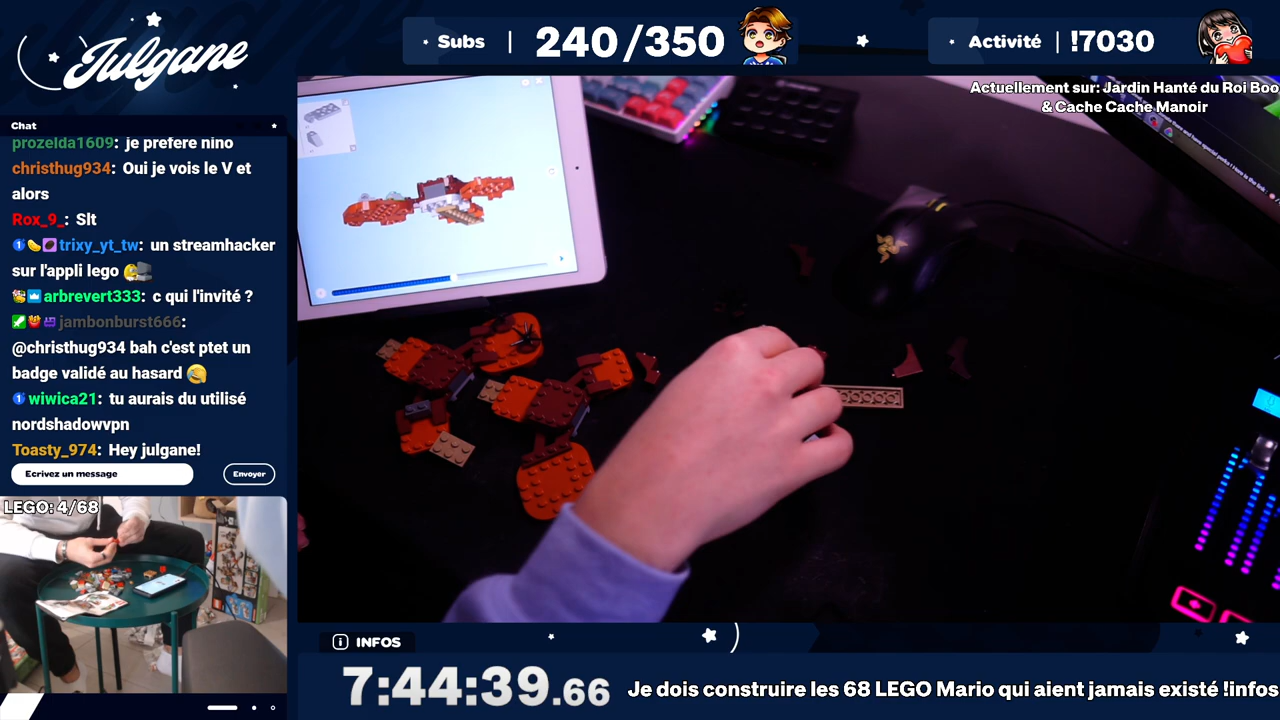 Julgane
Subs | 240/350
Activité | !7030
Actuellement sur: Jardin Hanté du Roi Boo
& Cache Cache Manoir
Chat
prozelda1609: je prefere nino
christhug934: Oui je vois le V et
alors
Rox_9_: Slt
trixy_yt_tw: un streamhacker
sur l'appli lego
arbrevert333: c qui l'invité ?
jambonburst666:
@christhug934 bah c'est ptet un
badge validé au hasard
wiwica21: tu aurais du utilisé
nordshadowvpn
Toasty_974: Hey julgane!
Ecrivez un message
Envoyer
LEGO: 4/68
INFOS
7:44:39.66
Je dois construire les 68 LEGO Mario qui aient jamais existé !infos